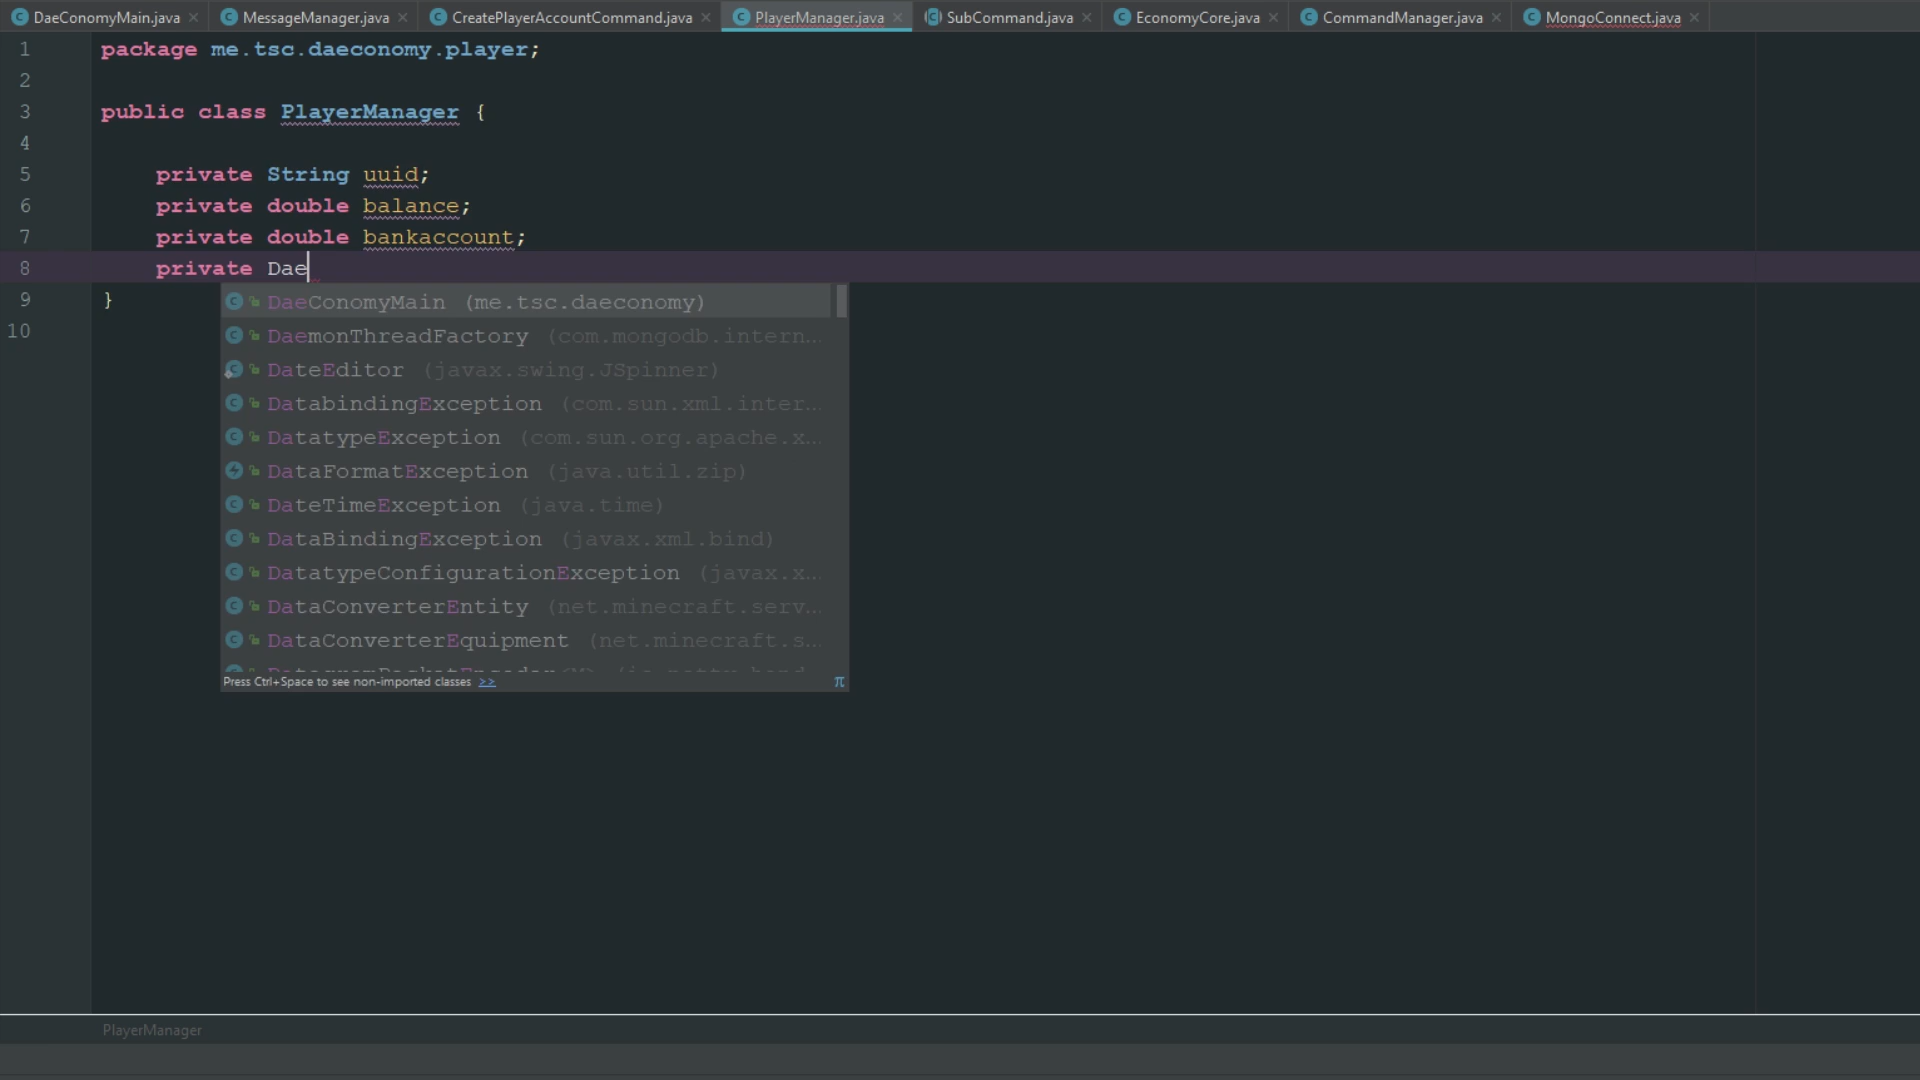 DaeConomyMain.java × MessageManager.java × CreatePlayerAccountCommand.java × PlayerManager.java × SubCommand.java × EconomyCore.java × CommandManager.java × MongoConnect.java ×
1 package me.tsc.daeconomy.player;
2
3 public class PlayerManager {
4
5 private String uuid;
6 private double balance;
7 private double bankaccount;
8 private Dae
9 }
10
DaeConomyMain (me.tsc.daeconomy)
DaemonThreadFactory (com.mongodb.intern...
DateEditor (javax.swing.JSpinner)
DatabindingException (com.sun.xml.inter...
DatatypeException (com.sun.org.apache.x...
DataFormatException (java.util.zip)
DateTimeException (java.time)
DataBindingException (javax.xml.bind)
DatatypeConfigurationException (javax.x...
DataConverterEntity (net.minecraft.serv...
DataConverterEquipment (net.minecraft.s...
Press Ctrl+Space to see non-imported classes >> π
PlayerManager